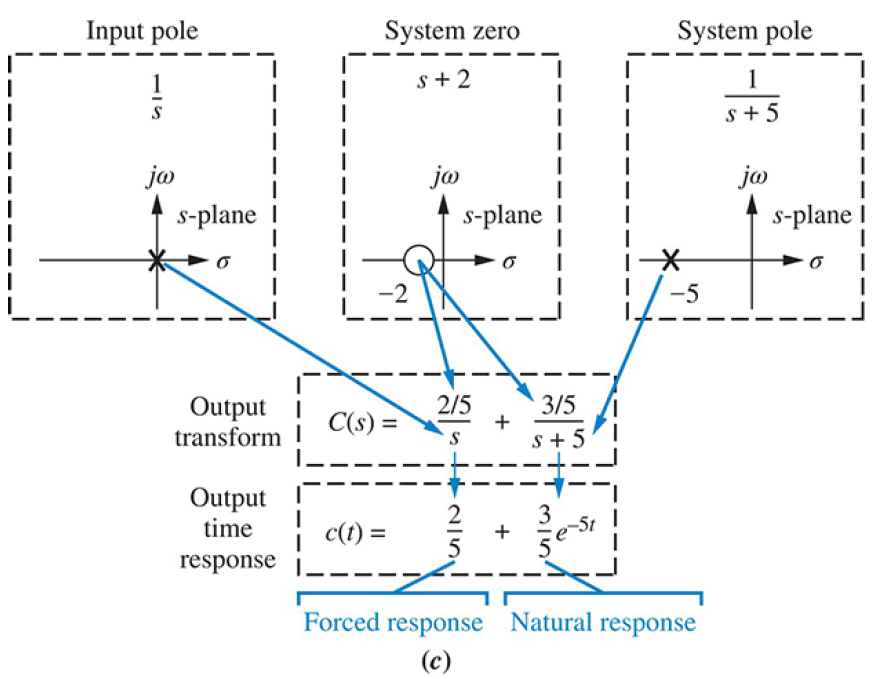 Input pole
System zero
System pole
1
s
s + 2
1
s + 5
jω
s-plane
σ
jω
s-plane
σ
−2
jω
s-plane
σ
−5
Output
transform
C(s) = 2/5 / s + 3/5 / s + 5
Output
time
response
c(t) = 2/5 + 3/5 e^−5t
Forced response
Natural response
(c)